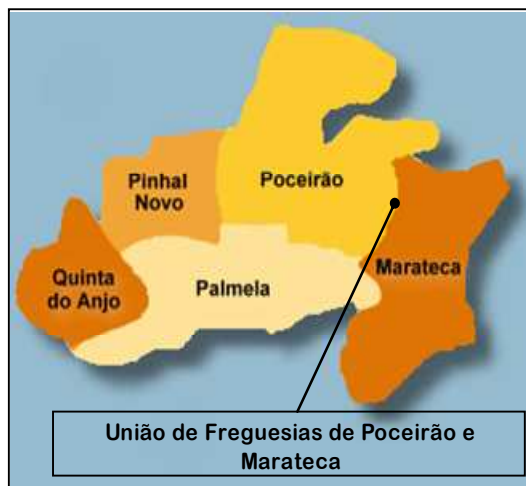 Pinhal
Novo
Poceirão
Quinta
do Anjo
Palmela
Marateca
União de Freguesias de Poceirão e
Marateca